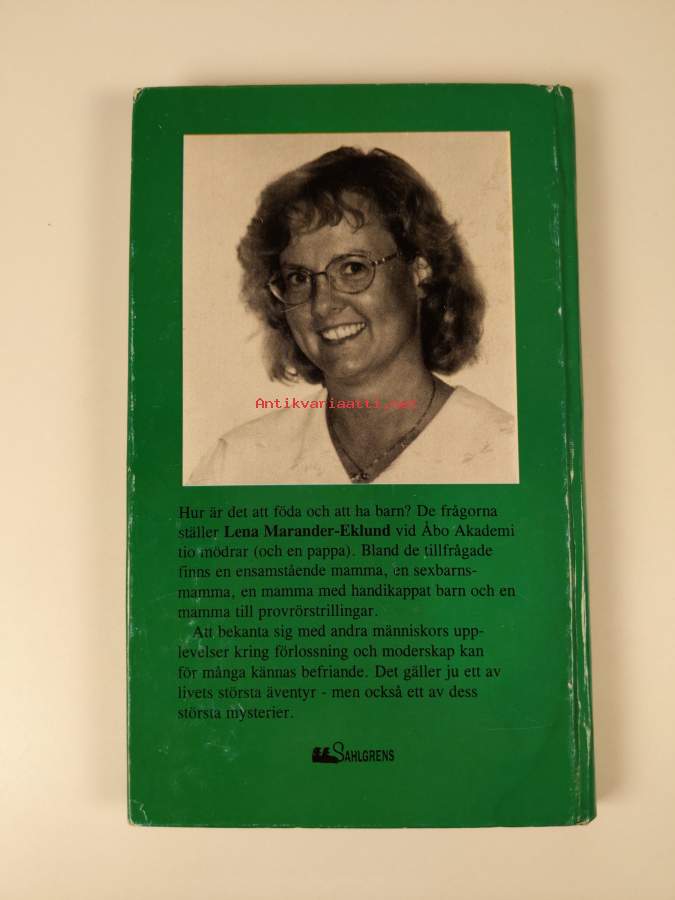 Antikvariaatti.net
Hur är det att föda och att ha barn? De frågorna
ställer Lena Marander-Eklund vid Åbo Akademi
tio mödrar (och en pappa). Bland de tillfrågade
finns en ensamstående mamma, en sexbarns-
mamma, en mamma med handikappat barn och en
mamma till provrörstrillingar.
Att bekanta sig med andra människors upp-
levelser kring förlossning och moderskap kan
för många kännas befriande. Det gäller ju ett av
livets största äventyr - men också ett av dess
största mysterier.
SAHLGRENS